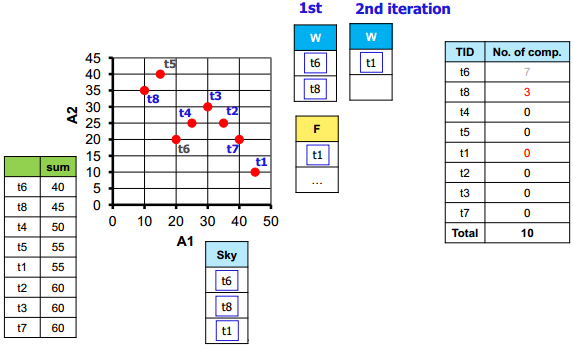 1st 2nd iteration
W
t6
t8
W
t1
F
t1
...
TID No. of comp.
t6 7
t8 3
t4 0
t5 0
t1 0
t2 0
t3 0
t7 0
Total 10
A2
45
40
35
30
25
20
15
10
5
0
0 10 20 30 40 50
A1
t5
t8
t3
t4
t2
t6
t7
t1
sum
t6 40
t8 45
t4 50
t5 55
t1 55
t2 60
t3 60
t7 60
Sky
t6
t8
t1